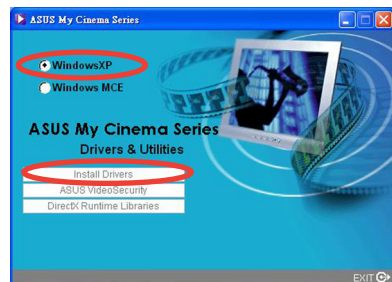 ASUS My Cinema Series
WindowsXP
Windows MCE
ASUS My Cinema Series
Drivers & Utilities
Install Drivers
ASUS VideoSecurity
DirectX Runtime Libraries
EXIT